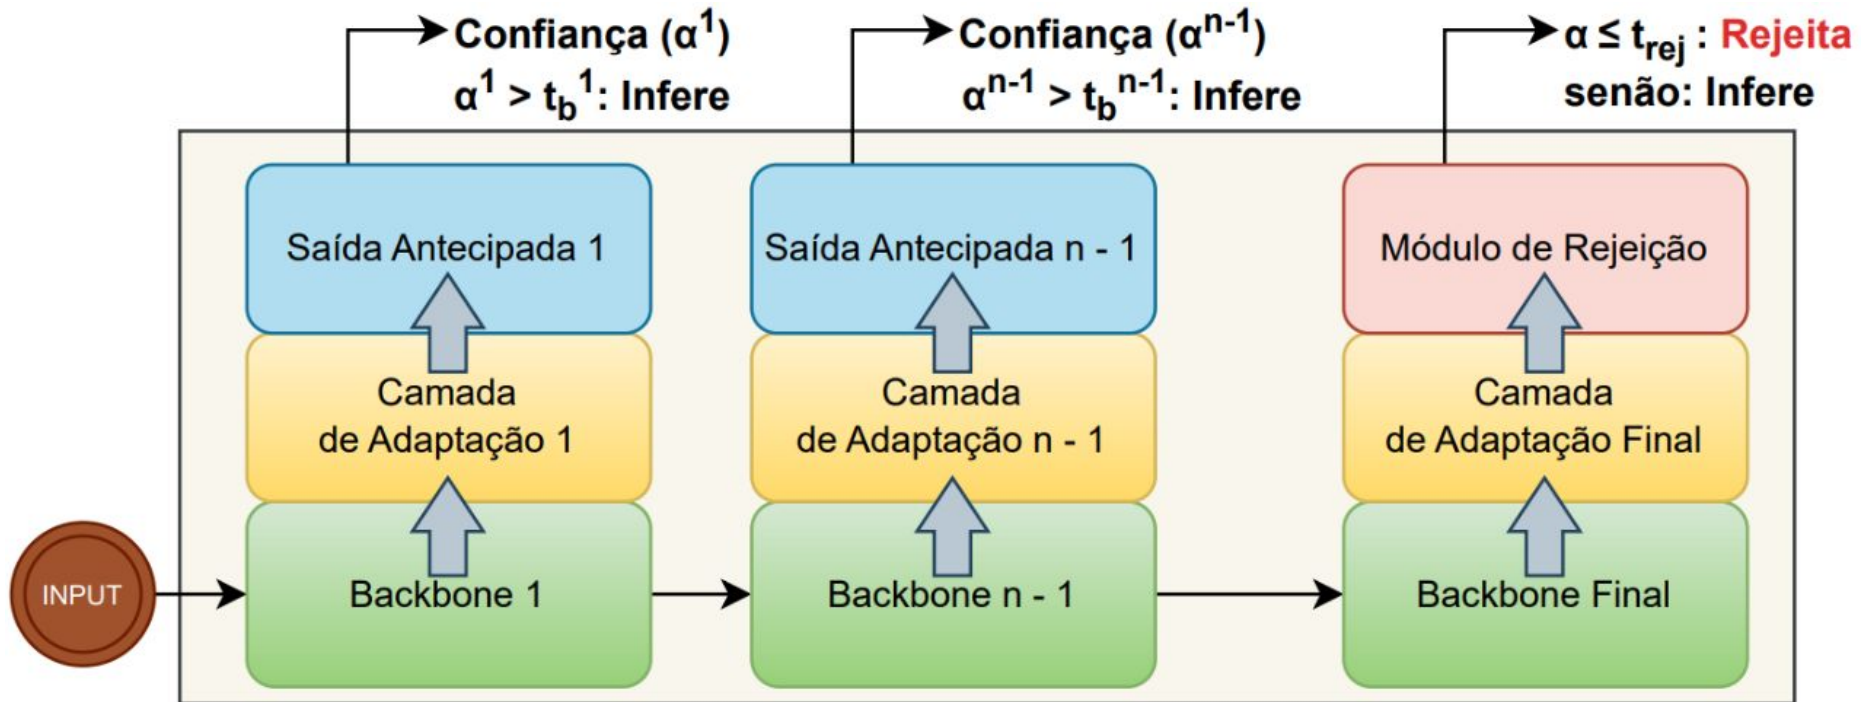 Confiança (α¹)
α¹ > t_b¹: Infere
Confiança (αⁿ⁻¹)
αⁿ⁻¹ > t_bⁿ⁻¹: Infere
α ≤ t_rej : Rejeita
senão: Infere
Saída Antecipada 1
Saída Antecipada n - 1
Módulo de Rejeição
Camada
de Adaptação 1
Camada
de Adaptação n - 1
Camada
de Adaptação Final
INPUT
Backbone 1
Backbone n - 1
Backbone Final